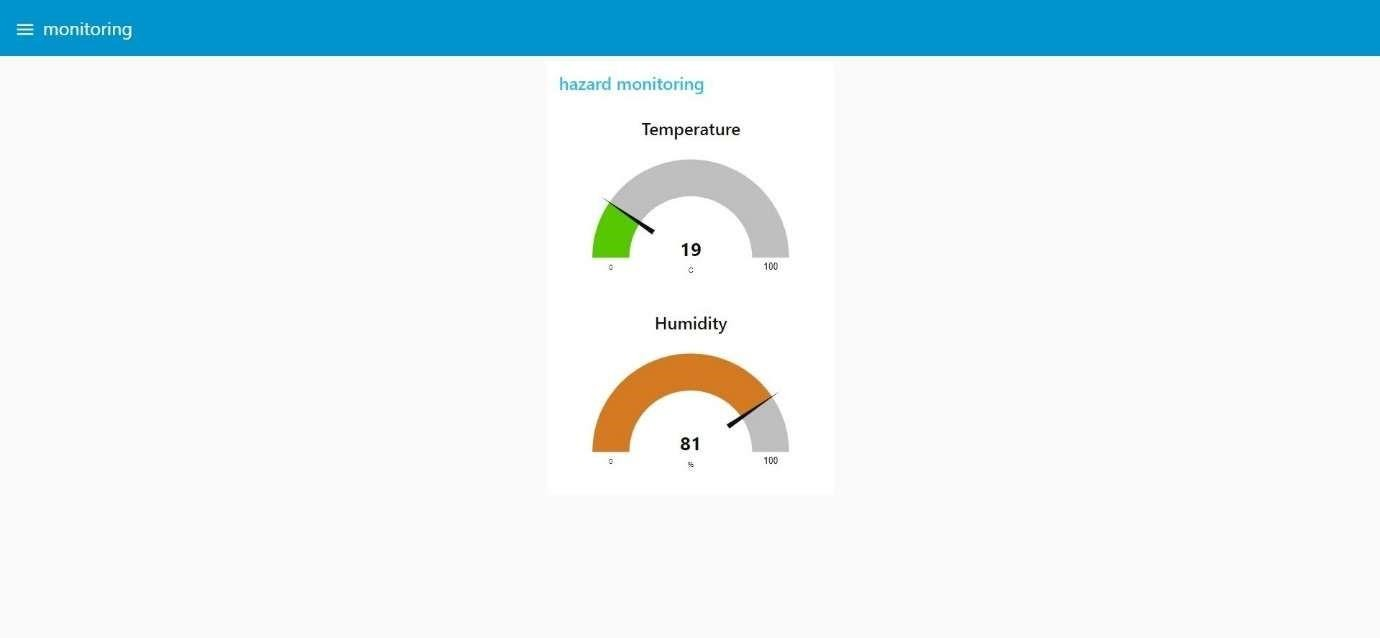 monitoring
hazard monitoring
Temperature
19
0
C
100
Humidity
81
0
%
100